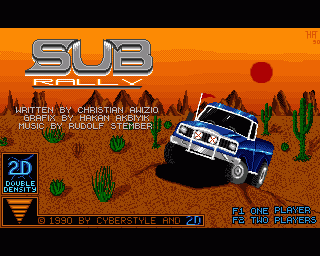 SUB
RALLY
WRITTEN BY CHRISTIAN AWIZIO
GRAFIX BY HAKAN AKBIYIK
MUSIC BY RUDOLF STEMBER
2D
DOUBLE
DENSITY
F1 ONE PLAYER
F2 TWO PLAYERS
© 1990 BY CYBERSTYLE AND 2D
HA